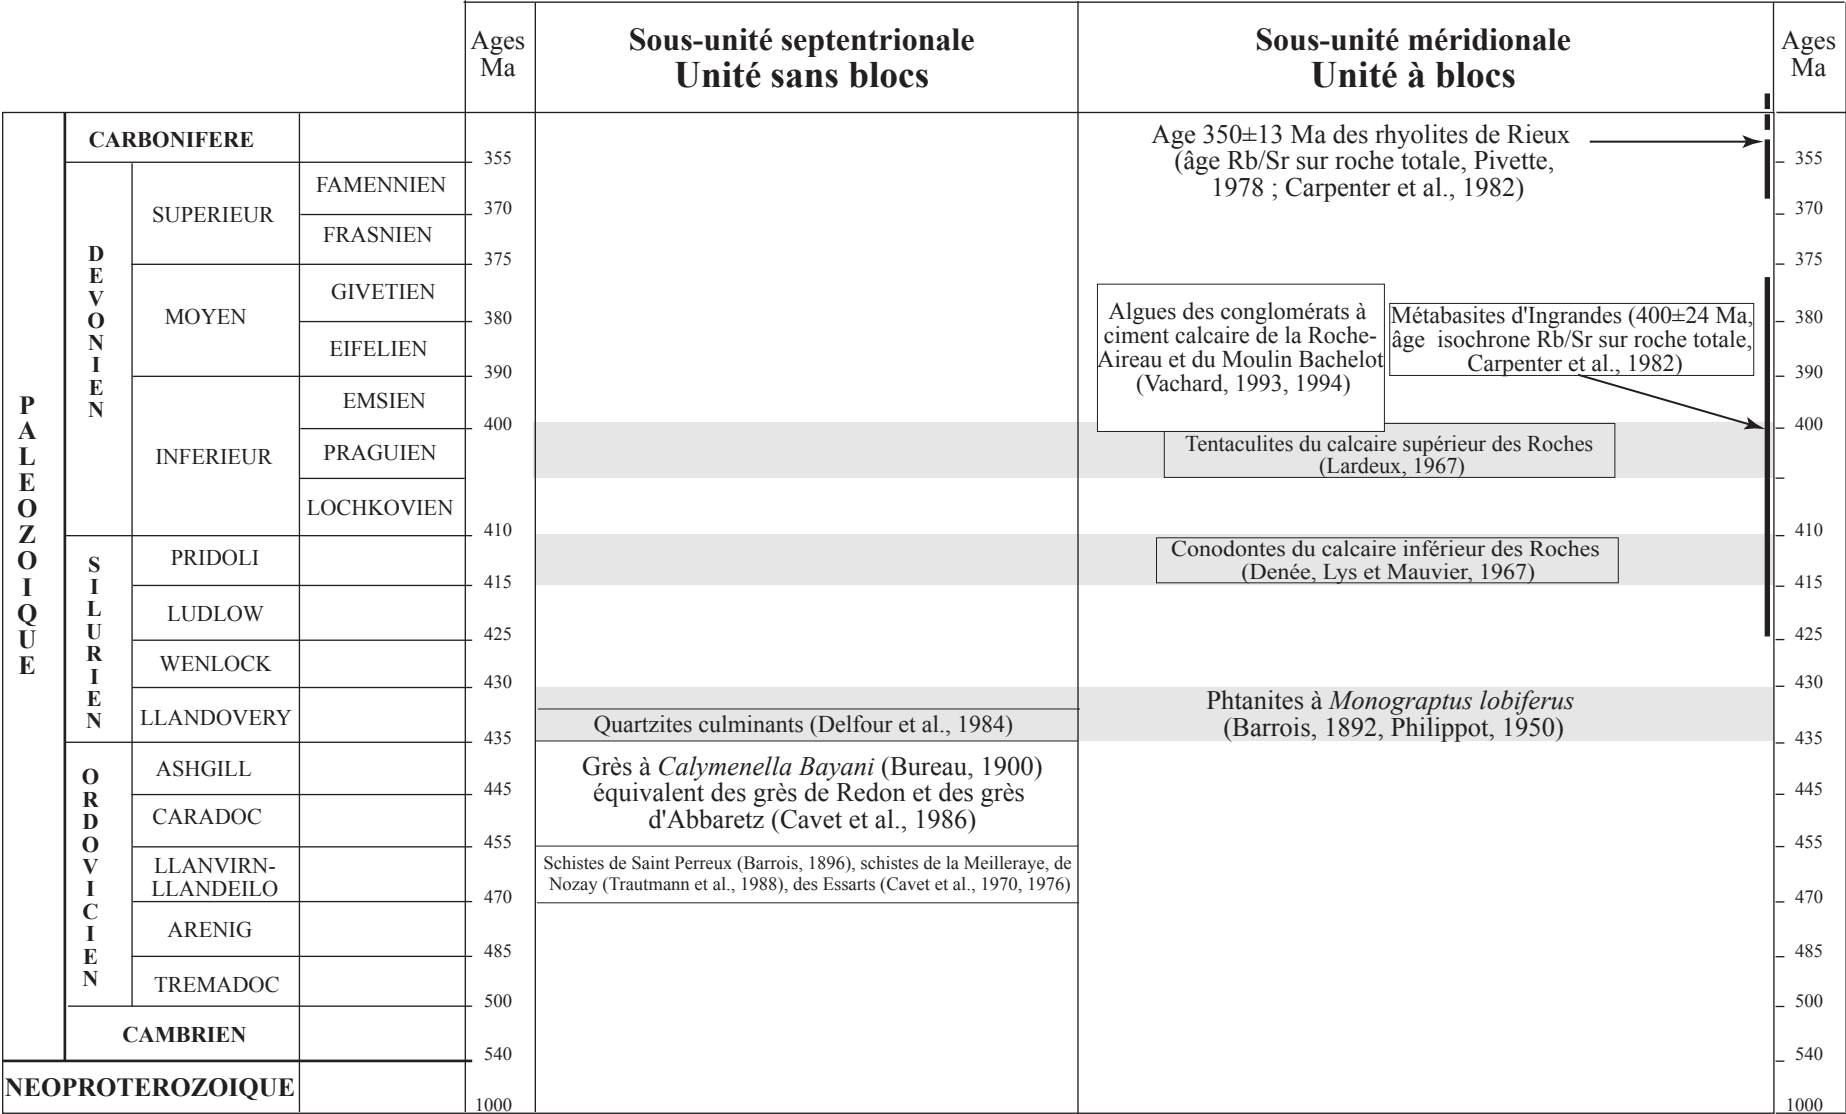 Ages
Ma
Sous-unité septentrionale
Unité sans blocs
Sous-unité méridionale
Unité à blocs
Ages
Ma
PALEOZOIQUE
CARBONIFERE
DEVONIEN
SUPERIEUR
FAMENNIEN
FRASNIEN
MOYEN
GIVETIEN
EIFELIEN
INFERIEUR
EMSIEN
PRAGUIEN
LOCHKOVIEN
SILURIEN
PRIDOLI
LUDLOW
WENLOCK
LLANDOVERY
ORDOVICIEN
ASHGILL
CARADOC
LLANVIRN-
LLANDEILO
ARENIG
TREMADOC
CAMBRIEN
NEOPROTEROZOIQUE
355
370
375
380
390
400
410
415
425
430
435
445
455
470
485
500
540
1000
Quartzites culminants (Delfour et al., 1984)
Grès à Calymenella Bayani (Bureau, 1900)
équivalent des grès de Redon et des grès
d'Abbaretz (Cavet et al., 1986)
Schistes de Saint Perreux (Barrois, 1896), schistes de la Meilleraye, de
Nozay (Trautmann et al., 1988), des Essarts (Cavet et al., 1970, 1976)
Age 350±13 Ma des rhyolites de Rieux
(âge Rb/Sr sur roche totale, Pivette,
1978 ; Carpenter et al., 1982)
Algues des conglomérats à
ciment calcaire de la Roche-
Aireau et du Moulin Bachelot
(Vachard, 1993, 1994)
Métabasites d'Ingrandes (400±24 Ma,
âge isochrone Rb/Sr sur roche totale,
Carpenter et al., 1982)
Tentaculites du calcaire supérieur des Roches
(Lardeux, 1967)
Conodontes du calcaire inférieur des Roches
(Denée, Lys et Mauvier, 1967)
Phtanites à Monograptus lobiferus
(Barrois, 1892, Philippot, 1950)
355
370
375
380
390
400
410
415
425
430
435
445
455
470
485
500
540
1000